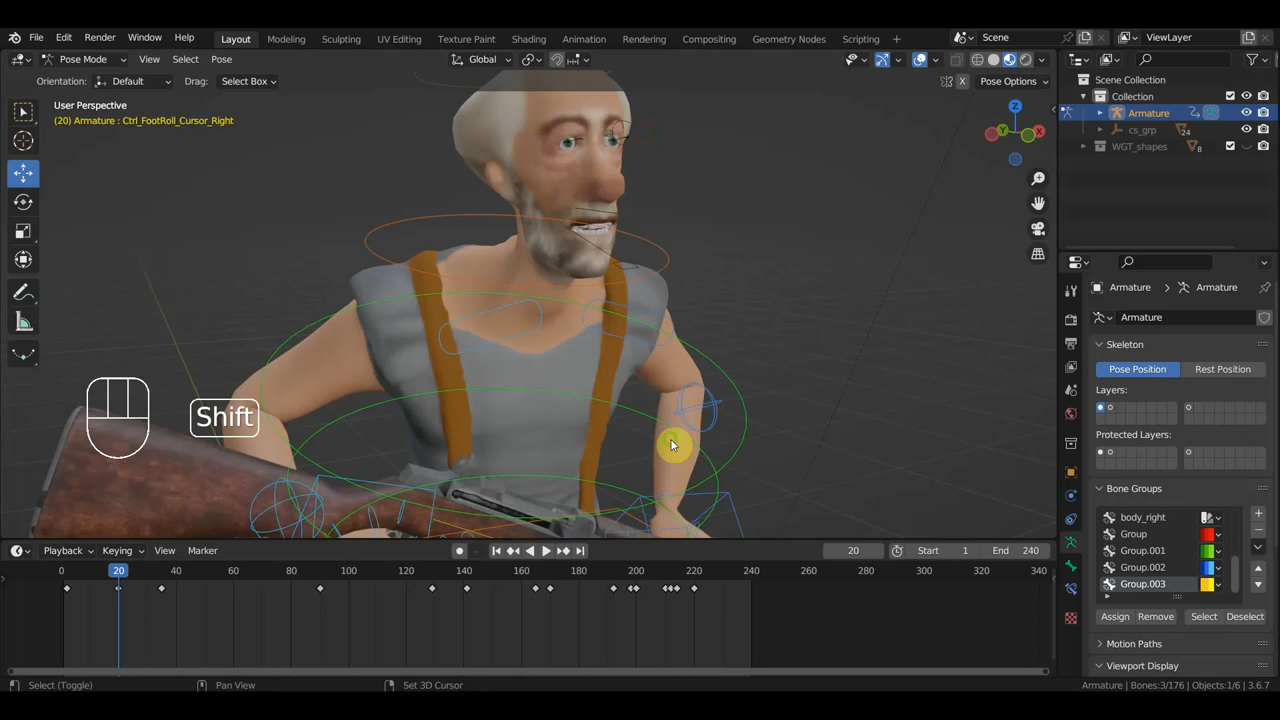 File Edit Render Window Help Layout Modeling Sculpting UV Editing Texture Paint Shading Animation Rendering Compositing Geometry Nodes Scripting + Scene ViewLayer
Pose Mode View Select Pose Global Pose Options
Orientation: Default Drag: Select Box X
User Perspective
(20) Armature : Ctrl_FootRoll_Cursor_Right
Z
Y
X
Shift
Scene Collection
Collection
Armature
cs_grp 24
WGT_shapes 8
Armature > Armature
Armature
Skeleton
Pose Position Rest Position
Layers:
Protected Layers:
Bone Groups
body_right
Group
Group.001
Group.002
Group.003
Assign Remove Select Deselect
Motion Paths
Viewport Display
Playback Keying View Marker 20 Start 1 End 240
0 20 40 60 80 100 120 140 160 180 200 220 240 260 280 300 320 340
Select (Toggle) Pan View Set 3D Cursor Armature | Bones:3/176 | Objects:1/6 | 3.6.7